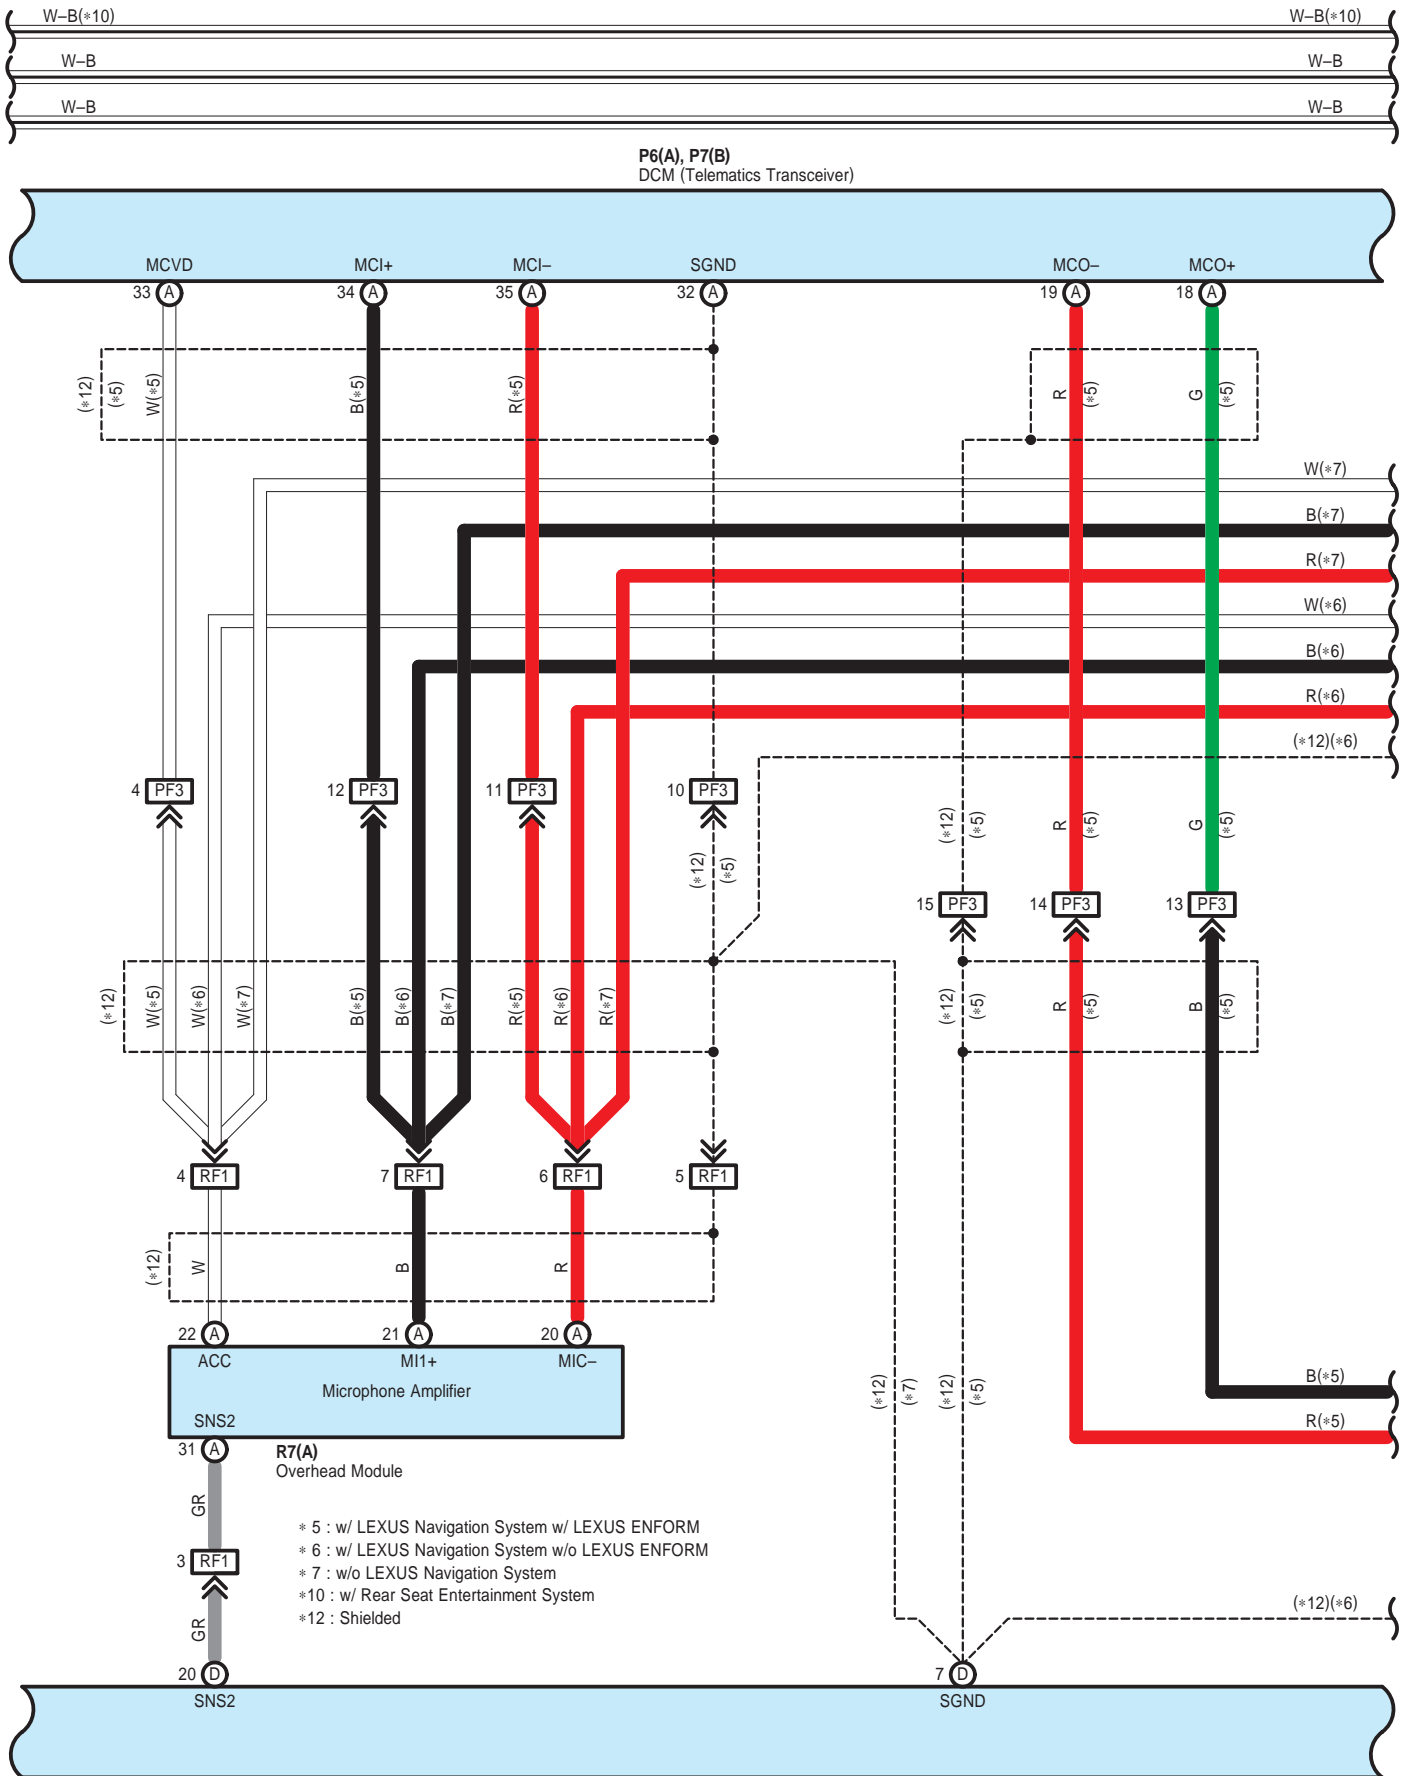 W–B(∗10) W–B(∗10)
W–B W–B
W–B W–B
P6(A), P7(B)
DCM (Telematics Transceiver)
MCVD MCI+ MCI– SGND MCO– MCO+
33 A 34 A 35 A 32 A 19 A 18 A
(∗12) (∗5) W(∗5) B(∗5) R(∗5) R (∗5) G (∗5)
W(∗7)
B(∗7)
R(∗7)
W(∗6)
B(∗6)
R(∗6)
(∗12)(∗6)
4 PF3 12 PF3 11 PF3 10 PF3
(∗12) (∗5) (∗12) (∗5) R (∗5) G (∗5)
15 PF3 14 PF3 13 PF3
(∗12) W(∗5) W(∗6) W(∗7) B(∗5) B(∗6) B(∗7) R(∗5) R(∗6) R(∗7) (∗12) (∗5) R (∗5) B (∗5)
4 RF1 7 RF1 6 RF1 5 RF1
(∗12) W B R
22 A 21 A 20 A
ACC MI1+ MIC–
Microphone Amplifier
(∗12) (∗7) (∗12) (∗5)
B(∗5)
SNS2
R(∗5)
31 A R7(A)
Overhead Module
GR
∗ 5 : w/ LEXUS Navigation System w/ LEXUS ENFORM
∗ 6 : w/ LEXUS Navigation System w/o LEXUS ENFORM
3 RF1
∗ 7 : w/o LEXUS Navigation System
∗10 : w/ Rear Seat Entertainment System
∗12 : Shielded
(∗12)(∗6)
GR
20 D 7 D
SNS2 SGND